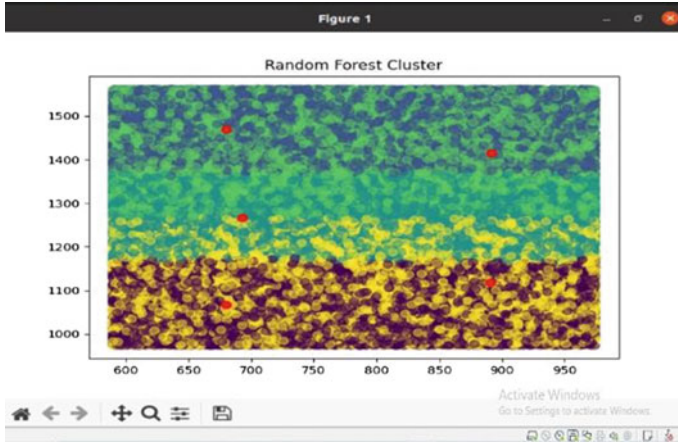 Figure 1
Random Forest Cluster
1500
1400
1300
1200
1100
1000
600 650 700 750 800 850 900 950
Activate Windows
Go to Settings to activate Windows.